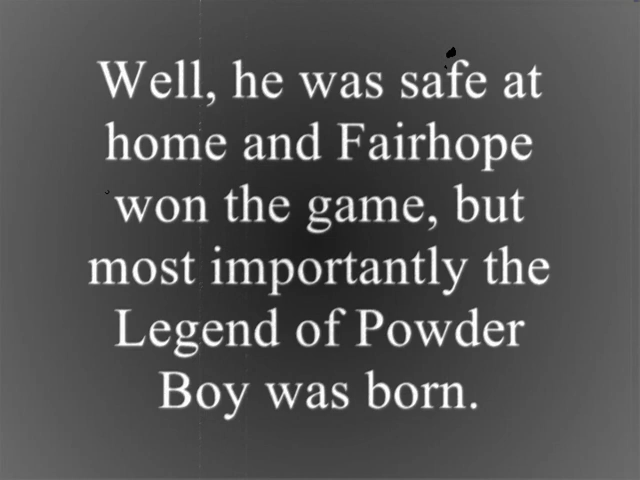 Well, he was safe at
home and Fairhope
won the game, but
most importantly the
Legend of Powder
Boy was born.